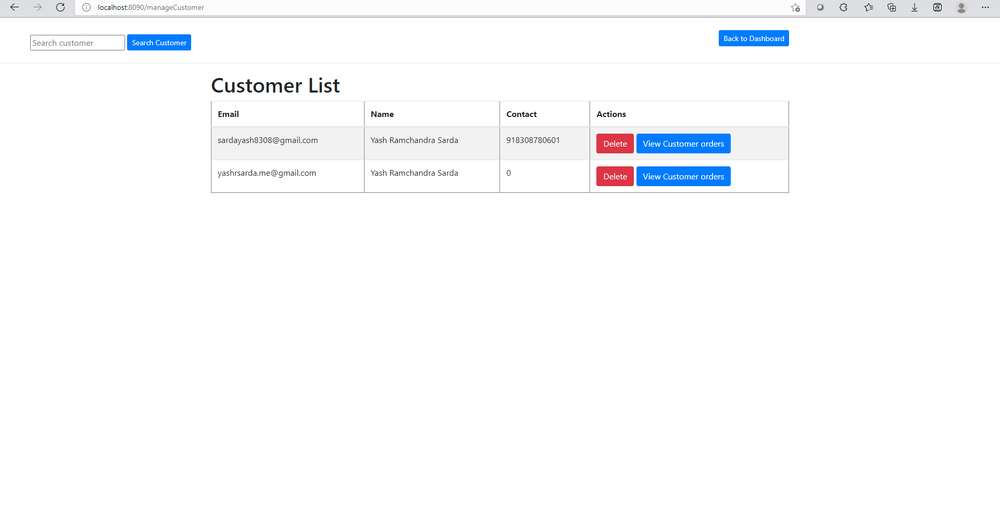 localhost:8090/manageCustomer
Search customer Search Customer Back to Dashboard
Customer List
Email Name Contact Actions
sardayash8308@gmail.com Yash Ramchandra Sarda 918308780601 Delete View Customer orders
yashrsarda.me@gmail.com Yash Ramchandra Sarda 0 Delete View Customer orders